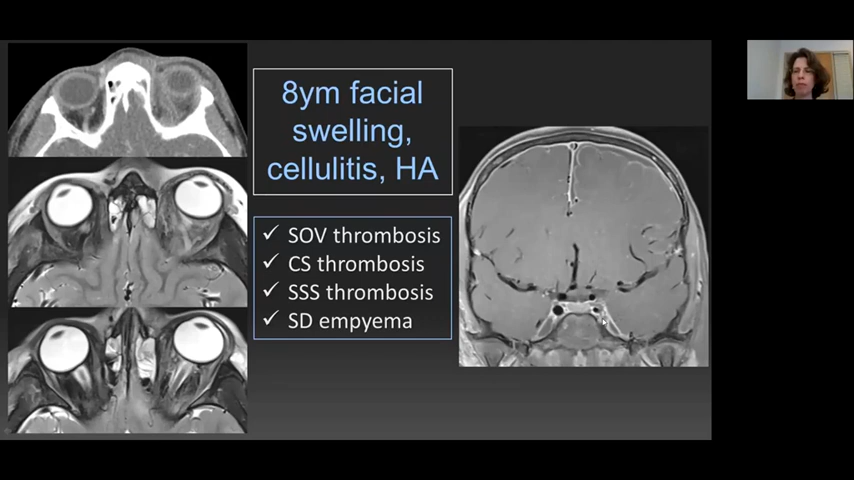 8ym facial
swelling,
cellulitis, HA
✓ SOV thrombosis
✓ CS thrombosis
✓ SSS thrombosis
✓ SD empyema